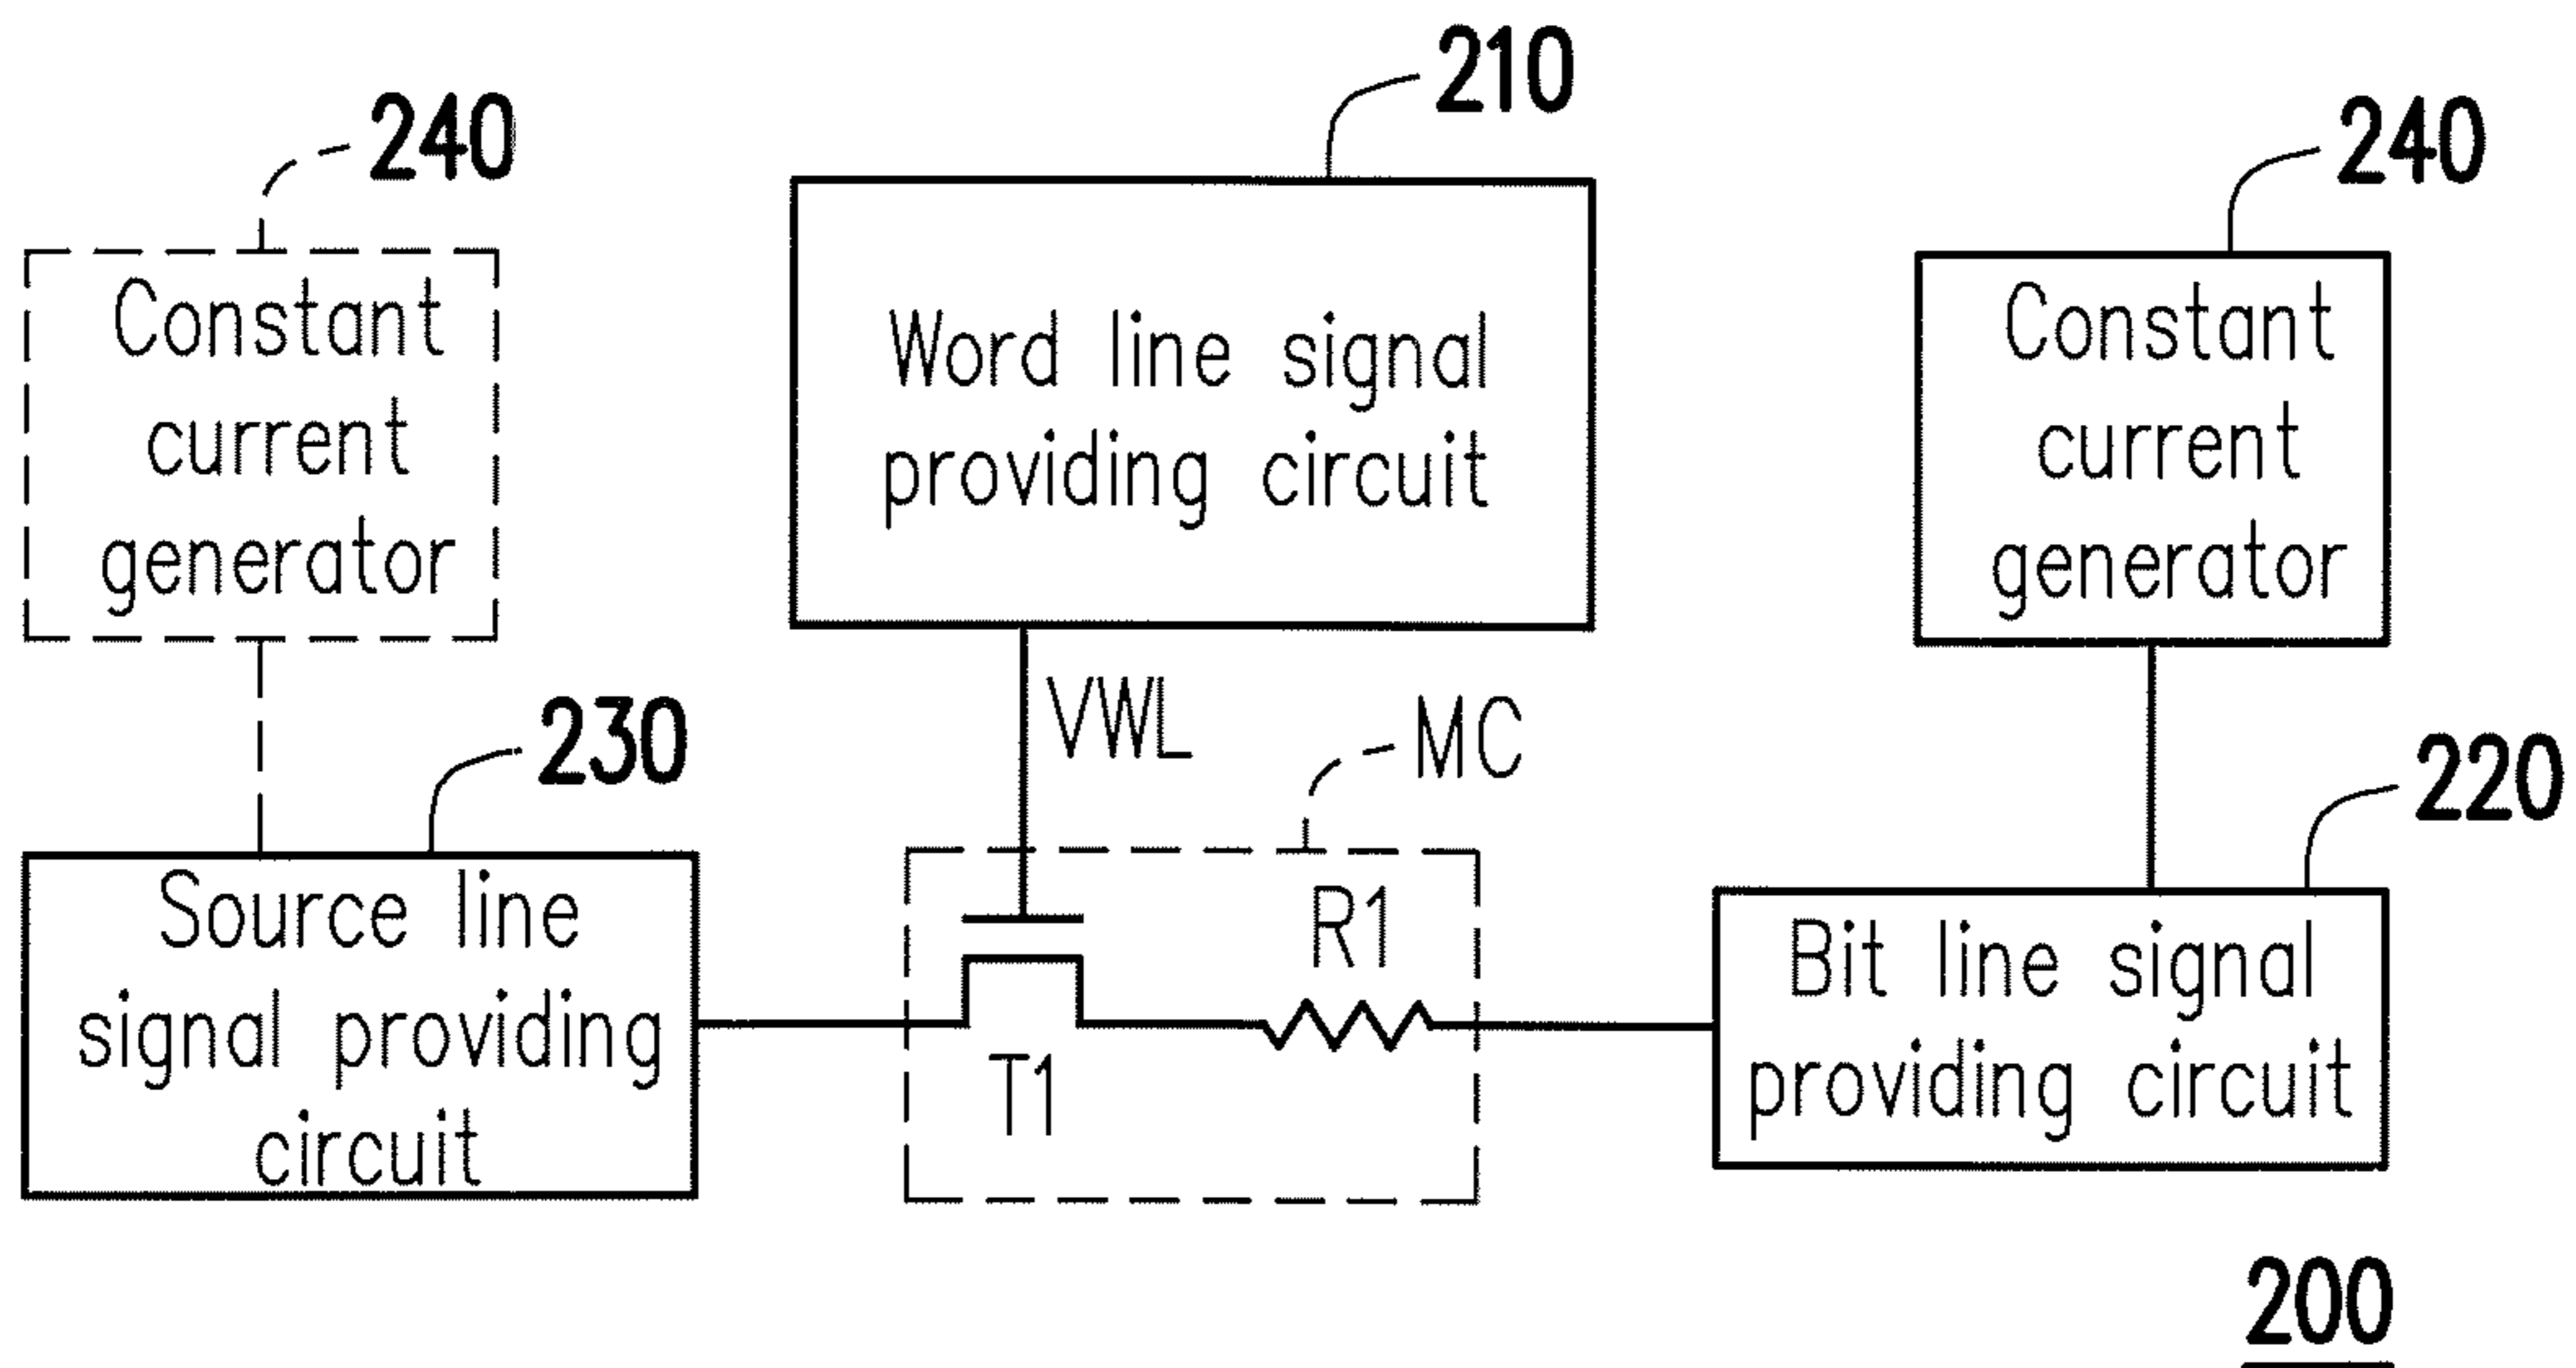 210
240
240
Constant
current
generator
Word line signal
providing circuit
Constant
current
generator
VWL
MC
230
220
Source line
signal providing
circuit
R1
T1
Bit line signal
providing circuit
200